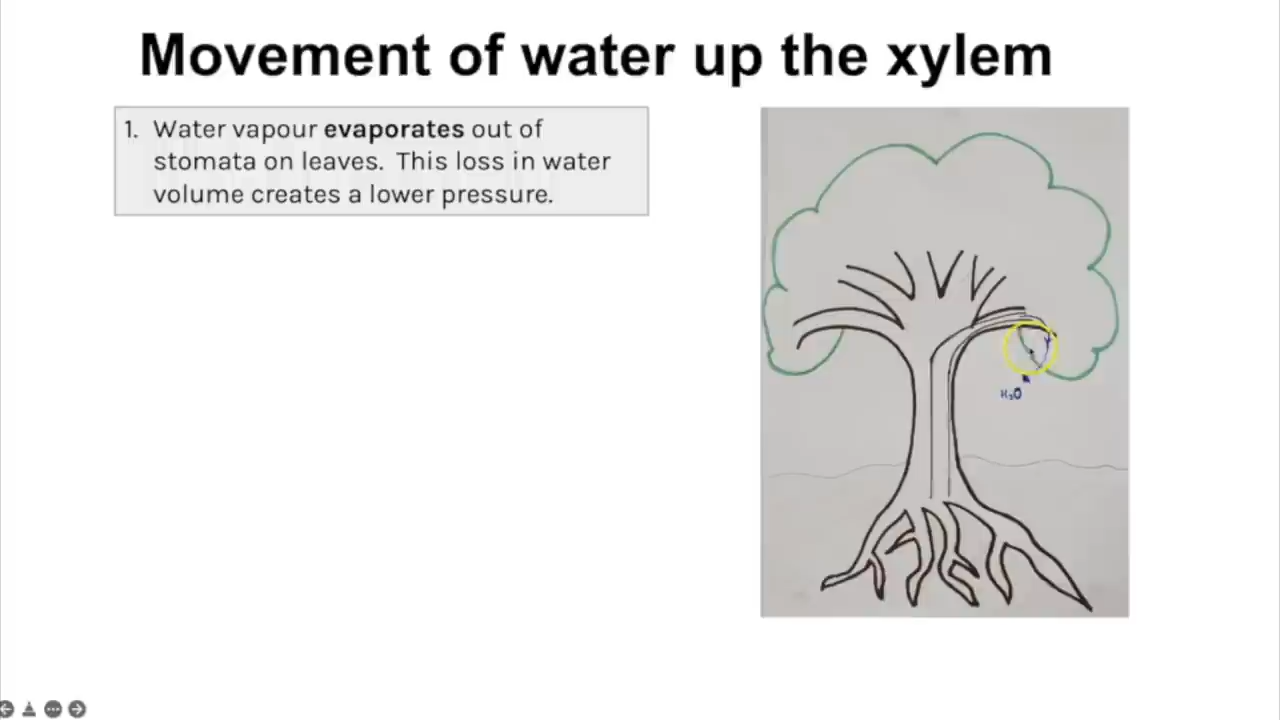 Movement of water up the xylem
1. Water vapour evaporates out of
stomata on leaves. This loss in water
volume creates a lower pressure.
H₂O